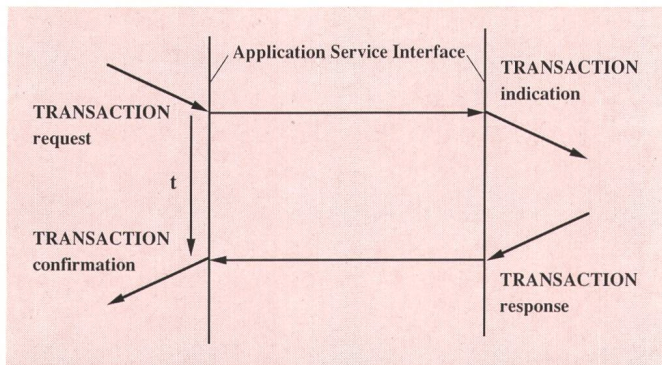 Application Service Interface
TRANSACTION
indication
TRANSACTION
request
t
TRANSACTION
confirmation
TRANSACTION
response